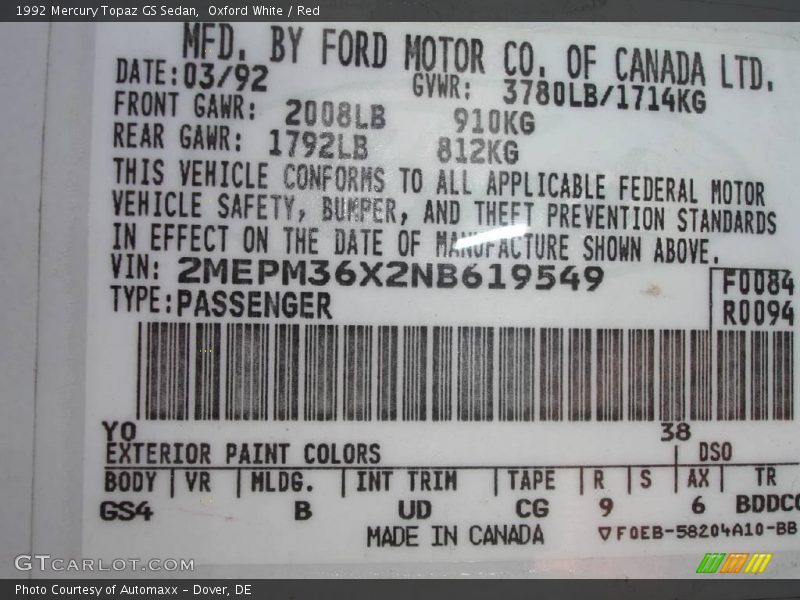 1992 Mercury Topaz GS Sedan,  Oxford White / Red
MFD. BY FORD MOTOR CO. OF CANADA LTD.
DATE: 03/92 GVWR: 3780LB/1714KG
FRONT GAWR: 2008LB 910KG
REAR GAWR: 1792LB 812KG
THIS VEHICLE CONFORMS TO ALL APPLICABLE FEDERAL MOTOR
VEHICLE SAFETY, BUMPER, AND THEFT PREVENTION STANDARDS
IN EFFECT ON THE DATE OF MANUFACTURE SHOWN ABOVE.
VIN: 2MEPM36X2NB619549 F0084
TYPE: PASSENGER R0094
YO 38
EXTERIOR PAINT COLORS DSO
BODY VR MLDG. INT TRIM TAPE R S AX TR
GS4 B UD CG 9 6 BDDC
MADE IN CANADA ▽F0EB-58204A10-BB
GTCARLOT.COM
Photo Courtesy of Automaxx – Dover, DE